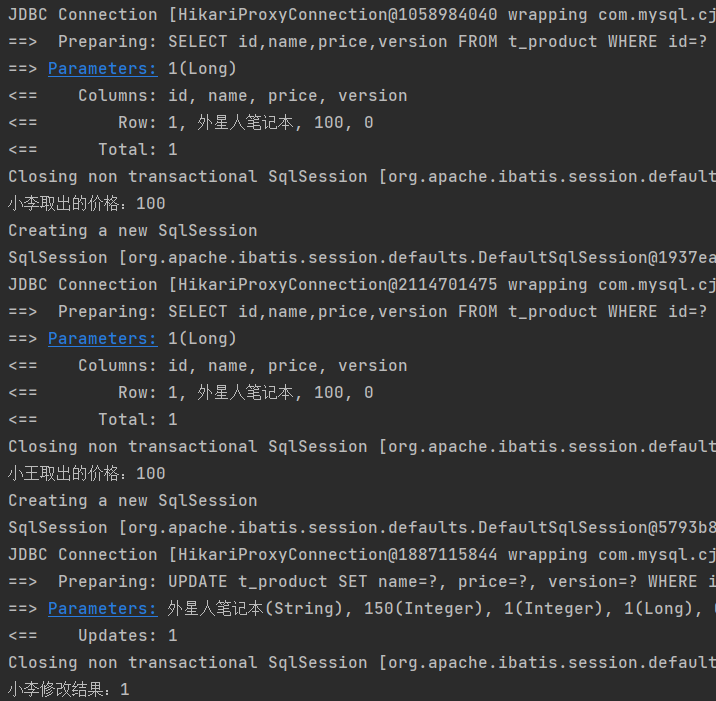 JDBC Connection [HikariProxyConnection@1058984040 wrapping com.mysql.cj
==>  Preparing: SELECT id,name,price,version FROM t_product WHERE id=?
==> Parameters: 1(Long)
<==    Columns: id, name, price, version
<==        Row: 1, 外星人笔记本, 100, 0
<==      Total: 1
Closing non transactional SqlSession [org.apache.ibatis.session.default
小李取出的价格：100
Creating a new SqlSession
SqlSession [org.apache.ibatis.session.defaults.DefaultSqlSession@1937ea
JDBC Connection [HikariProxyConnection@2114701475 wrapping com.mysql.cj
==>  Preparing: SELECT id,name,price,version FROM t_product WHERE id=?
==> Parameters: 1(Long)
<==    Columns: id, name, price, version
<==        Row: 1, 外星人笔记本, 100, 0
<==      Total: 1
Closing non transactional SqlSession [org.apache.ibatis.session.default
小王取出的价格：100
Creating a new SqlSession
SqlSession [org.apache.ibatis.session.defaults.DefaultSqlSession@5793b8
JDBC Connection [HikariProxyConnection@1887115844 wrapping com.mysql.cj
==>  Preparing: UPDATE t_product SET name=?, price=?, version=? WHERE i
==> Parameters: 外星人笔记本(String), 150(Integer), 1(Integer), 1(Long),
<==    Updates: 1
Closing non transactional SqlSession [org.apache.ibatis.session.default
小李修改结果：1